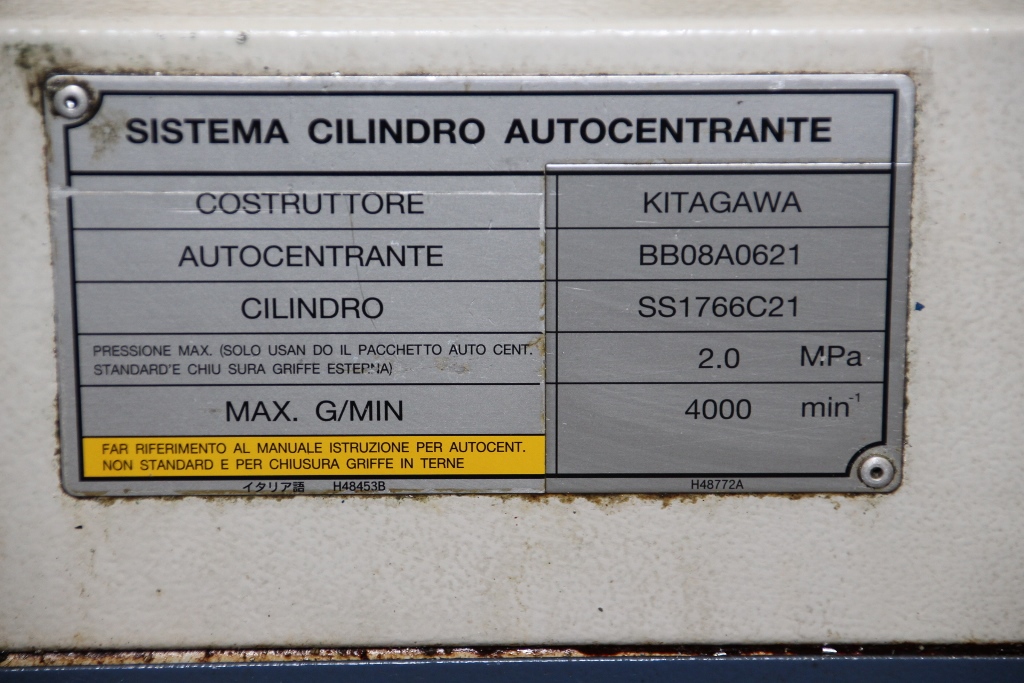 SISTEMA CILINDRO AUTOCENTRANTE
COSTRUTTORE KITAGAWA
AUTOCENTRANTE BB08A0621
CILINDRO SS1766C21
PRESSIONE MAX. (SOLO USAN DO IL PACCHETTO AUTO CENT.
STANDARD'E CHIU SURA GRIFFE ESTERNA) 2.0 MPa
MAX. G/MIN 4000 min⁻¹
FAR RIFERIMENTO AL MANUALE ISTRUZIONE PER AUTOCENT.
NON STANDARD E PER CHIUSURA GRIFFE IN TERNE
イタリア語 H48453B H48772A